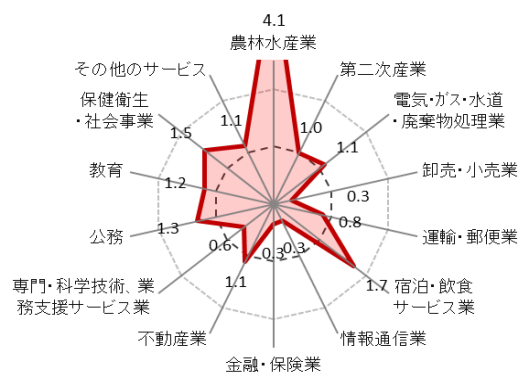 4.1
農林水産業
第二次産業
1.0
電気・ガス・水道
・廃棄物処理業
1.1
卸売・小売業
0.3
運輸・郵便業
0.8
宿泊・飲食
サービス業
1.7
情報通信業
0.3
金融・保険業
0.3
不動産業
1.1
専門・科学技術、業
務支援サービス業
0.6
公務
1.3
教育
1.2
保健衛生
・社会事業
1.5
その他のサービス
1.1